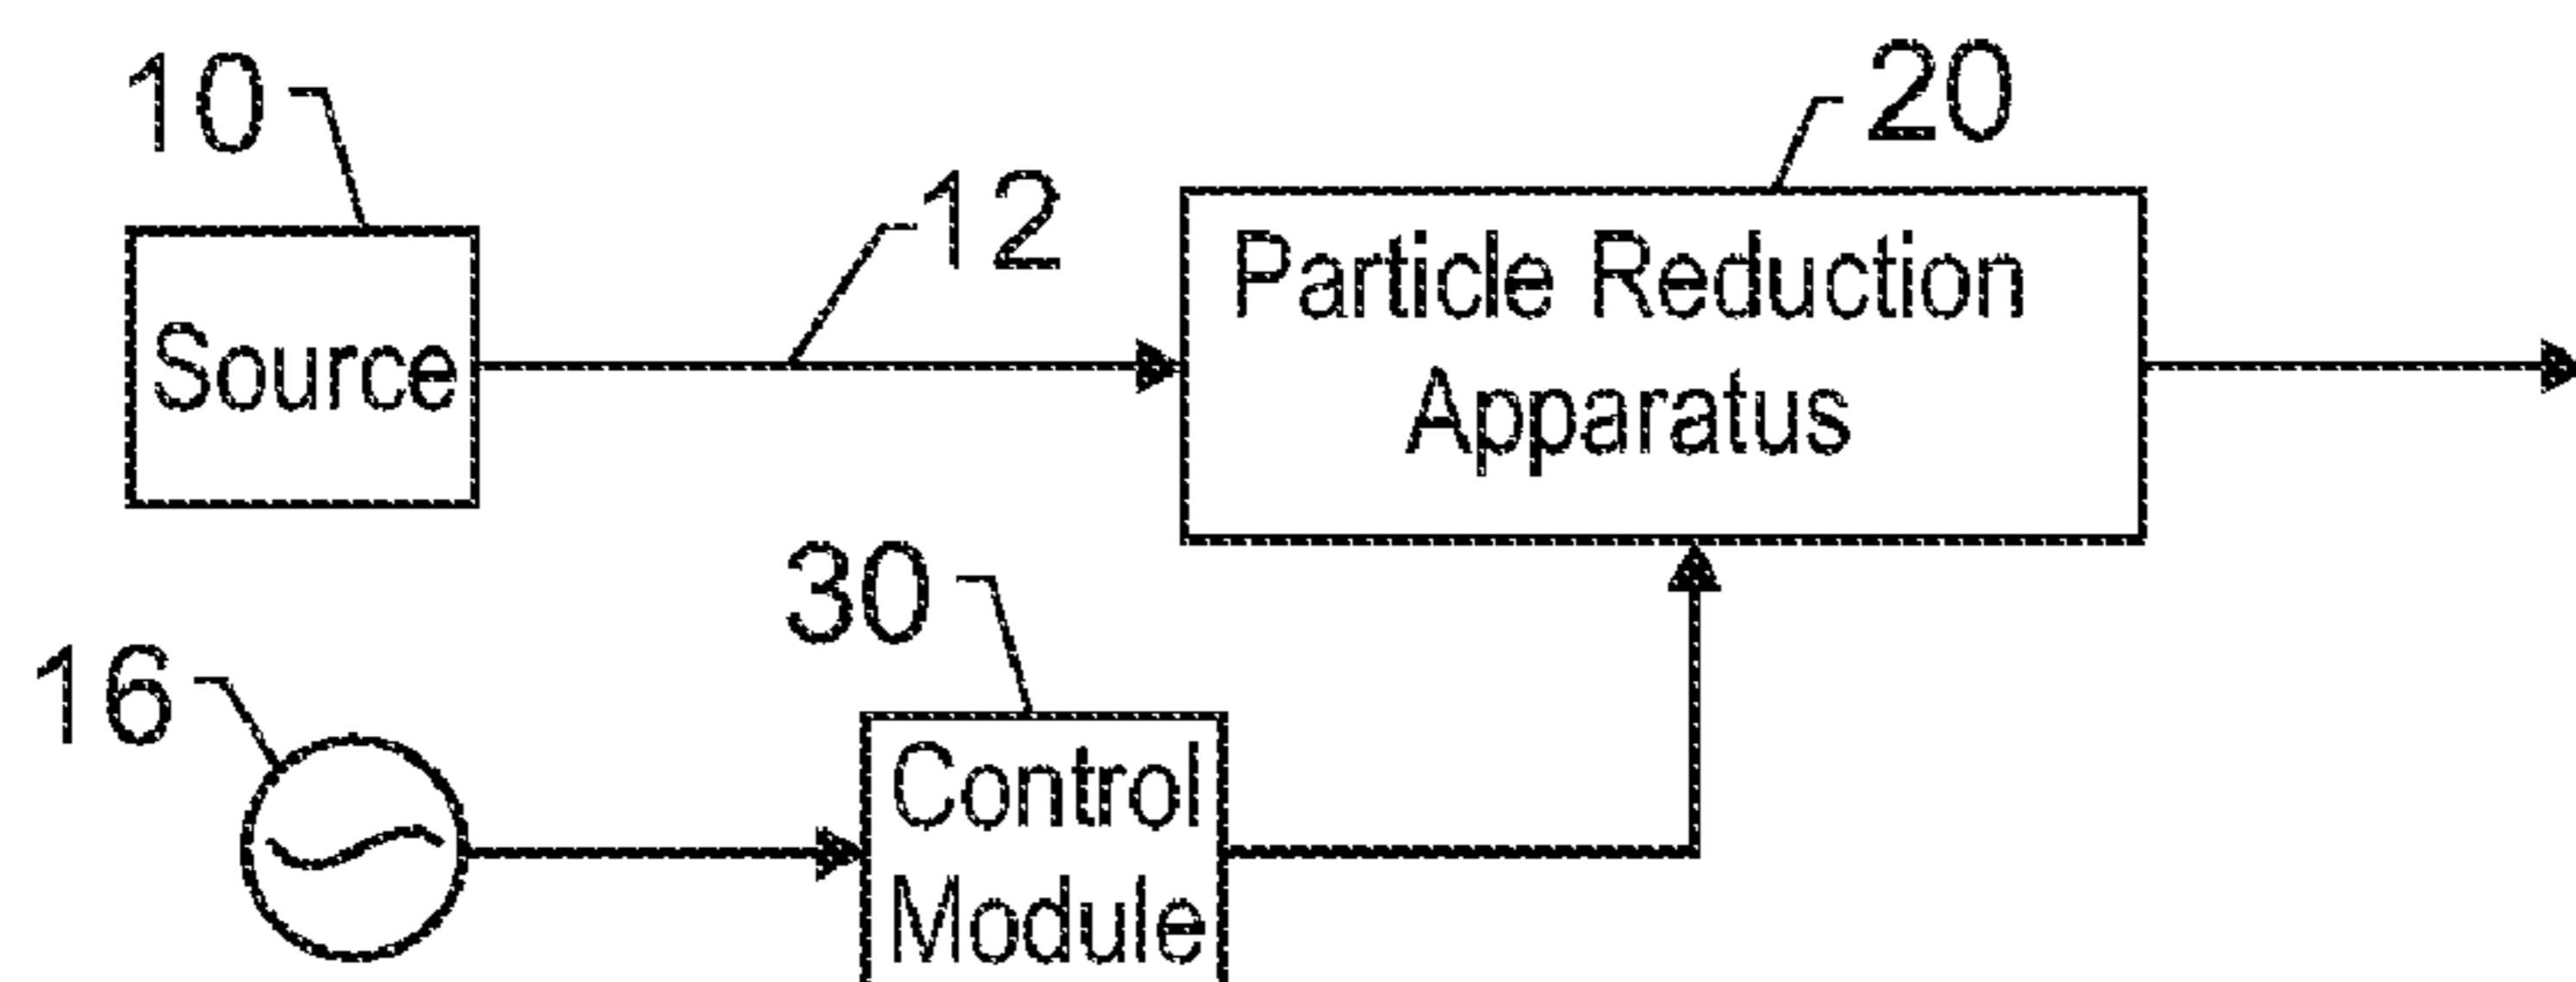 10
20
12
Source
Particle Reduction
Apparatus
30
16
Control
Module